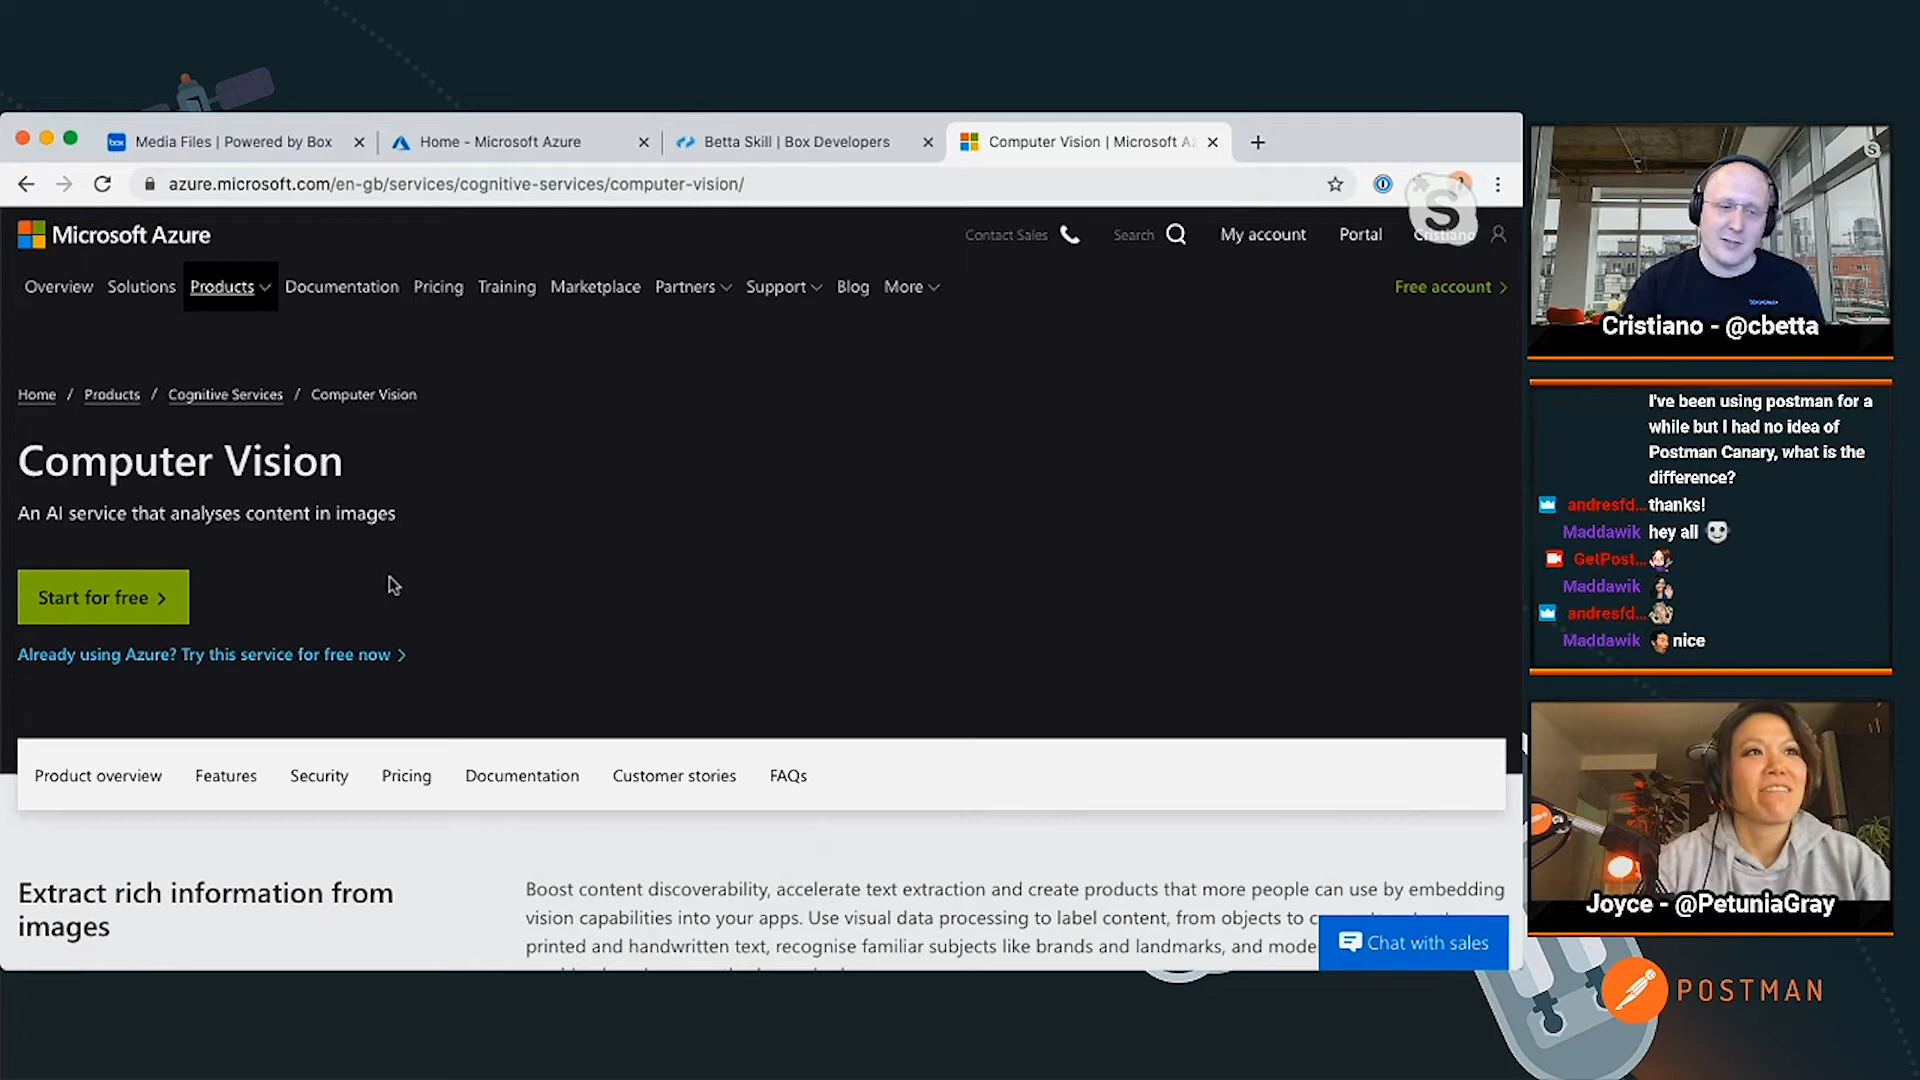 Media Files | Powered by Box
Home - Microsoft Azure
Betta Skill | Box Developers
Computer Vision | Microsoft Az
azure.microsoft.com/en-gb/services/cognitive-services/computer-vision/
Microsoft Azure
Contact Sales
Search
My account
Portal
Cristiano
Overview
Solutions
Products
Documentation
Pricing
Training
Marketplace
Partners
Support
Blog
More
Free account
Home / Products / Cognitive Services / Computer Vision
Computer Vision
An AI service that analyses content in images
Start for free
Already using Azure? Try this service for free now
Product overview
Features
Security
Pricing
Documentation
Customer stories
FAQs
Extract rich information from
images
Boost content discoverability, accelerate text extraction and create products that more people can use by embedding
vision capabilities into your apps. Use visual data processing to label content, from objects to
printed and handwritten text, recognise familiar subjects like brands and landmarks, and mode
Chat with sales
Cristiano - @cbetta
I've been using postman for a
while but I had no idea of
Postman Canary, what is the
difference?
andresfd... thanks!
Maddawik hey all
GetPost...
Maddawik
andresfd...
Maddawik nice
Joyce - @PetuniaGray
POSTMAN